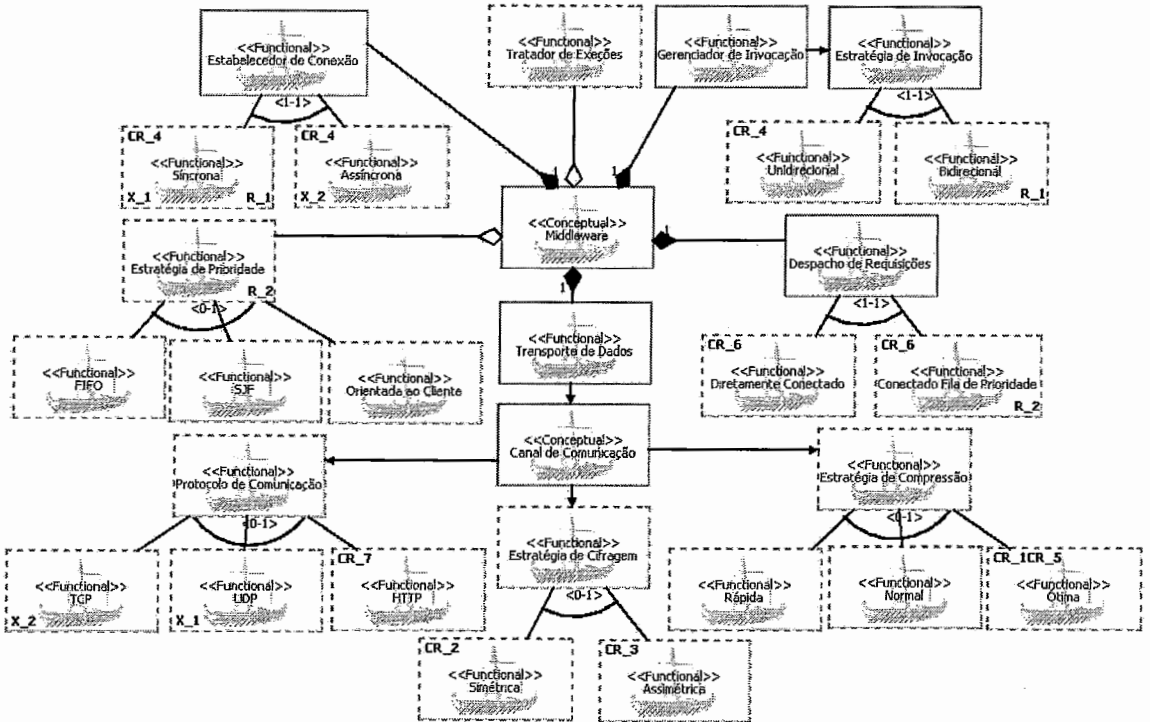 <<Functional>>
Estabelecedor de Conexão
<1-1>
<<Functional>>
Tratador de Exeções
<<Functional>>
Gerenciador de Invocação
<<Functional>>
Estratégia de Invocação
<1-1>
CR_4
<<Functional>>
Síncrona
X_1
R_1
CR_4
<<Functional>>
Assíncrona
X_2
CR_4
<<Functional>>
Unidirecional
<<Functional>>
Bidirecional
R_1
1
1
<<Conceptual>>
Middleware
1
1
<<Functional>>
Estratégia de Prioridade
R_2
<0-1>
<<Functional>>
Despacho de Requisições
<1-1>
<<Functional>>
Transporte de Dados
<<Functional>>
FIFO
<<Functional>>
SJF
<<Functional>>
Orientada ao Cliente
CR_6
<<Functional>>
Diretamente Conectado
CR_6
<<Functional>>
Conectado Fila de Prioridade
R_2
<<Functional>>
Protocolo de Comunicação
<0-1>
<<Conceptual>>
Canal de Comunicação
<<Functional>>
Estratégia de Compressão
<0-1>
<<Functional>>
Estratégia de Cifragem
<0-1>
<<Functional>>
TCP
X_2
<<Functional>>
UDP
X_1
CR_7
<<Functional>>
HTTP
<<Functional>>
Rápida
<<Functional>>
Normal
CR_1CR_5
<<Functional>>
Ótima
CR_2
<<Functional>>
Simétrica
CR_3
<<Functional>>
Assimétrica